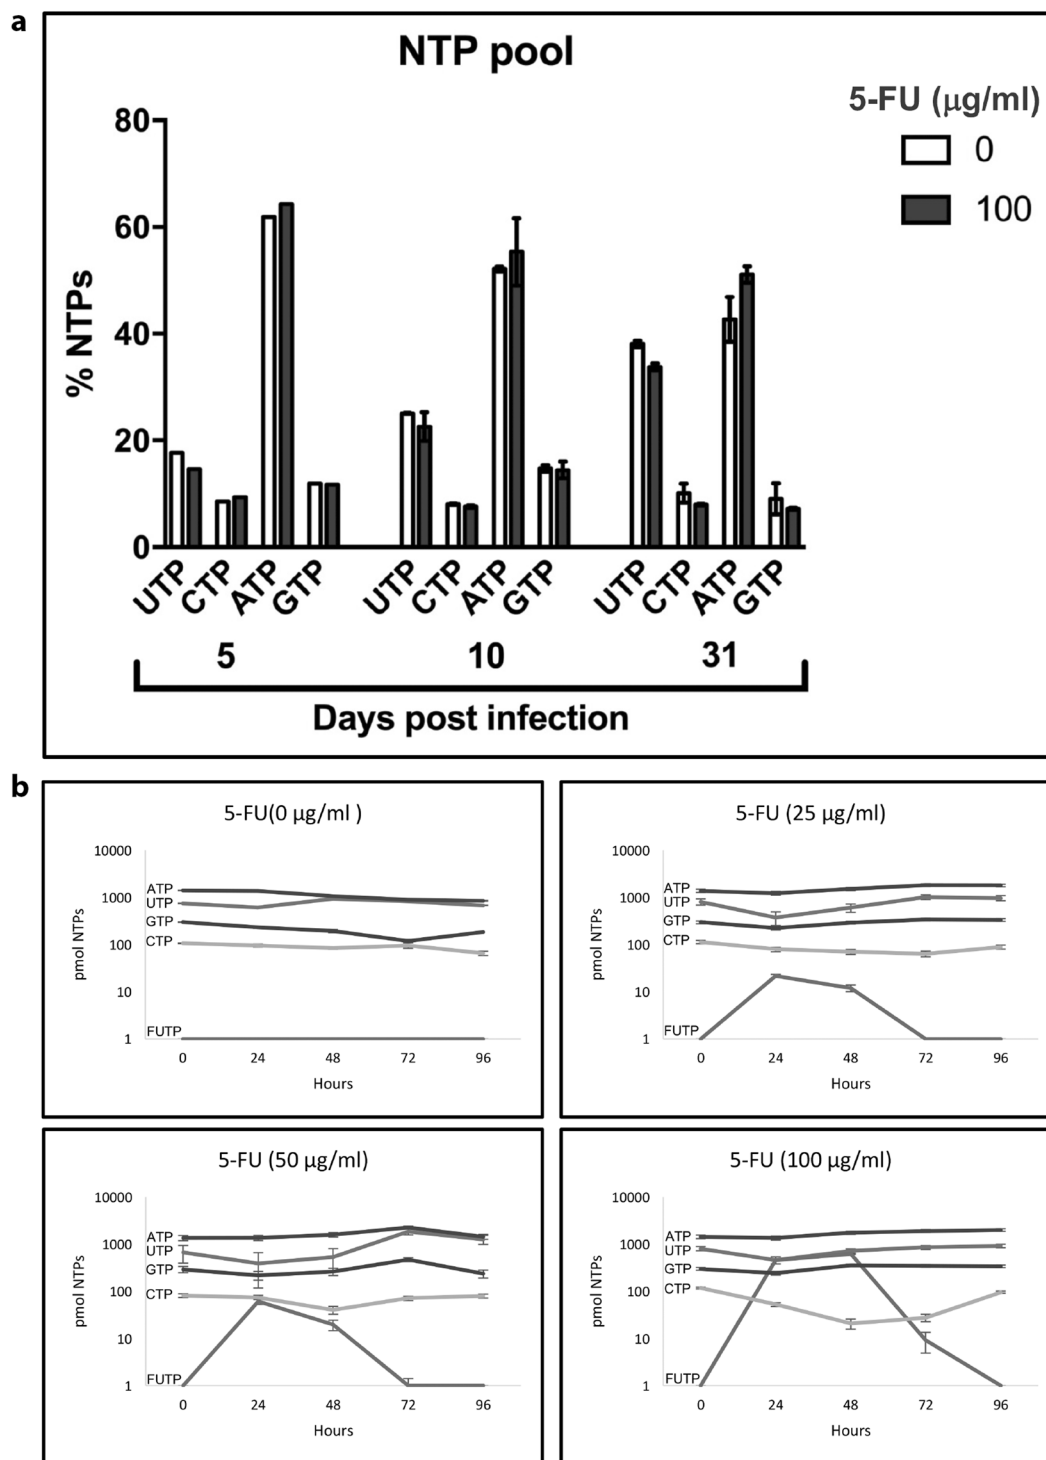 a
NTP pool
5-FU (μg/ml)
0
100
% NTPs
80
60
40
20
0
UTP CTP ATP GTP UTP CTP ATP GTP UTP CTP ATP GTP
5 10 31
Days post infection
b
5-FU(0 μg/ml )
pmol NTPs
10000
1000
100
10
1
ATP
UTP
GTP
CTP
FUTP
0 24 48 72 96
Hours
5-FU (25 μg/ml)
pmol NTPs
10000
1000
100
10
1
ATP
UTP
GTP
CTP
FUTP
0 24 48 72 96
Hours
5-FU (50 μg/ml)
pmol NTPs
10000
1000
100
10
1
ATP
UTP
GTP
CTP
FUTP
0 24 48 72 96
Hours
5-FU (100 μg/ml)
pmol NTPs
10000
1000
100
10
1
ATP
UTP
GTP
CTP
FUTP
0 24 48 72 96
Hours